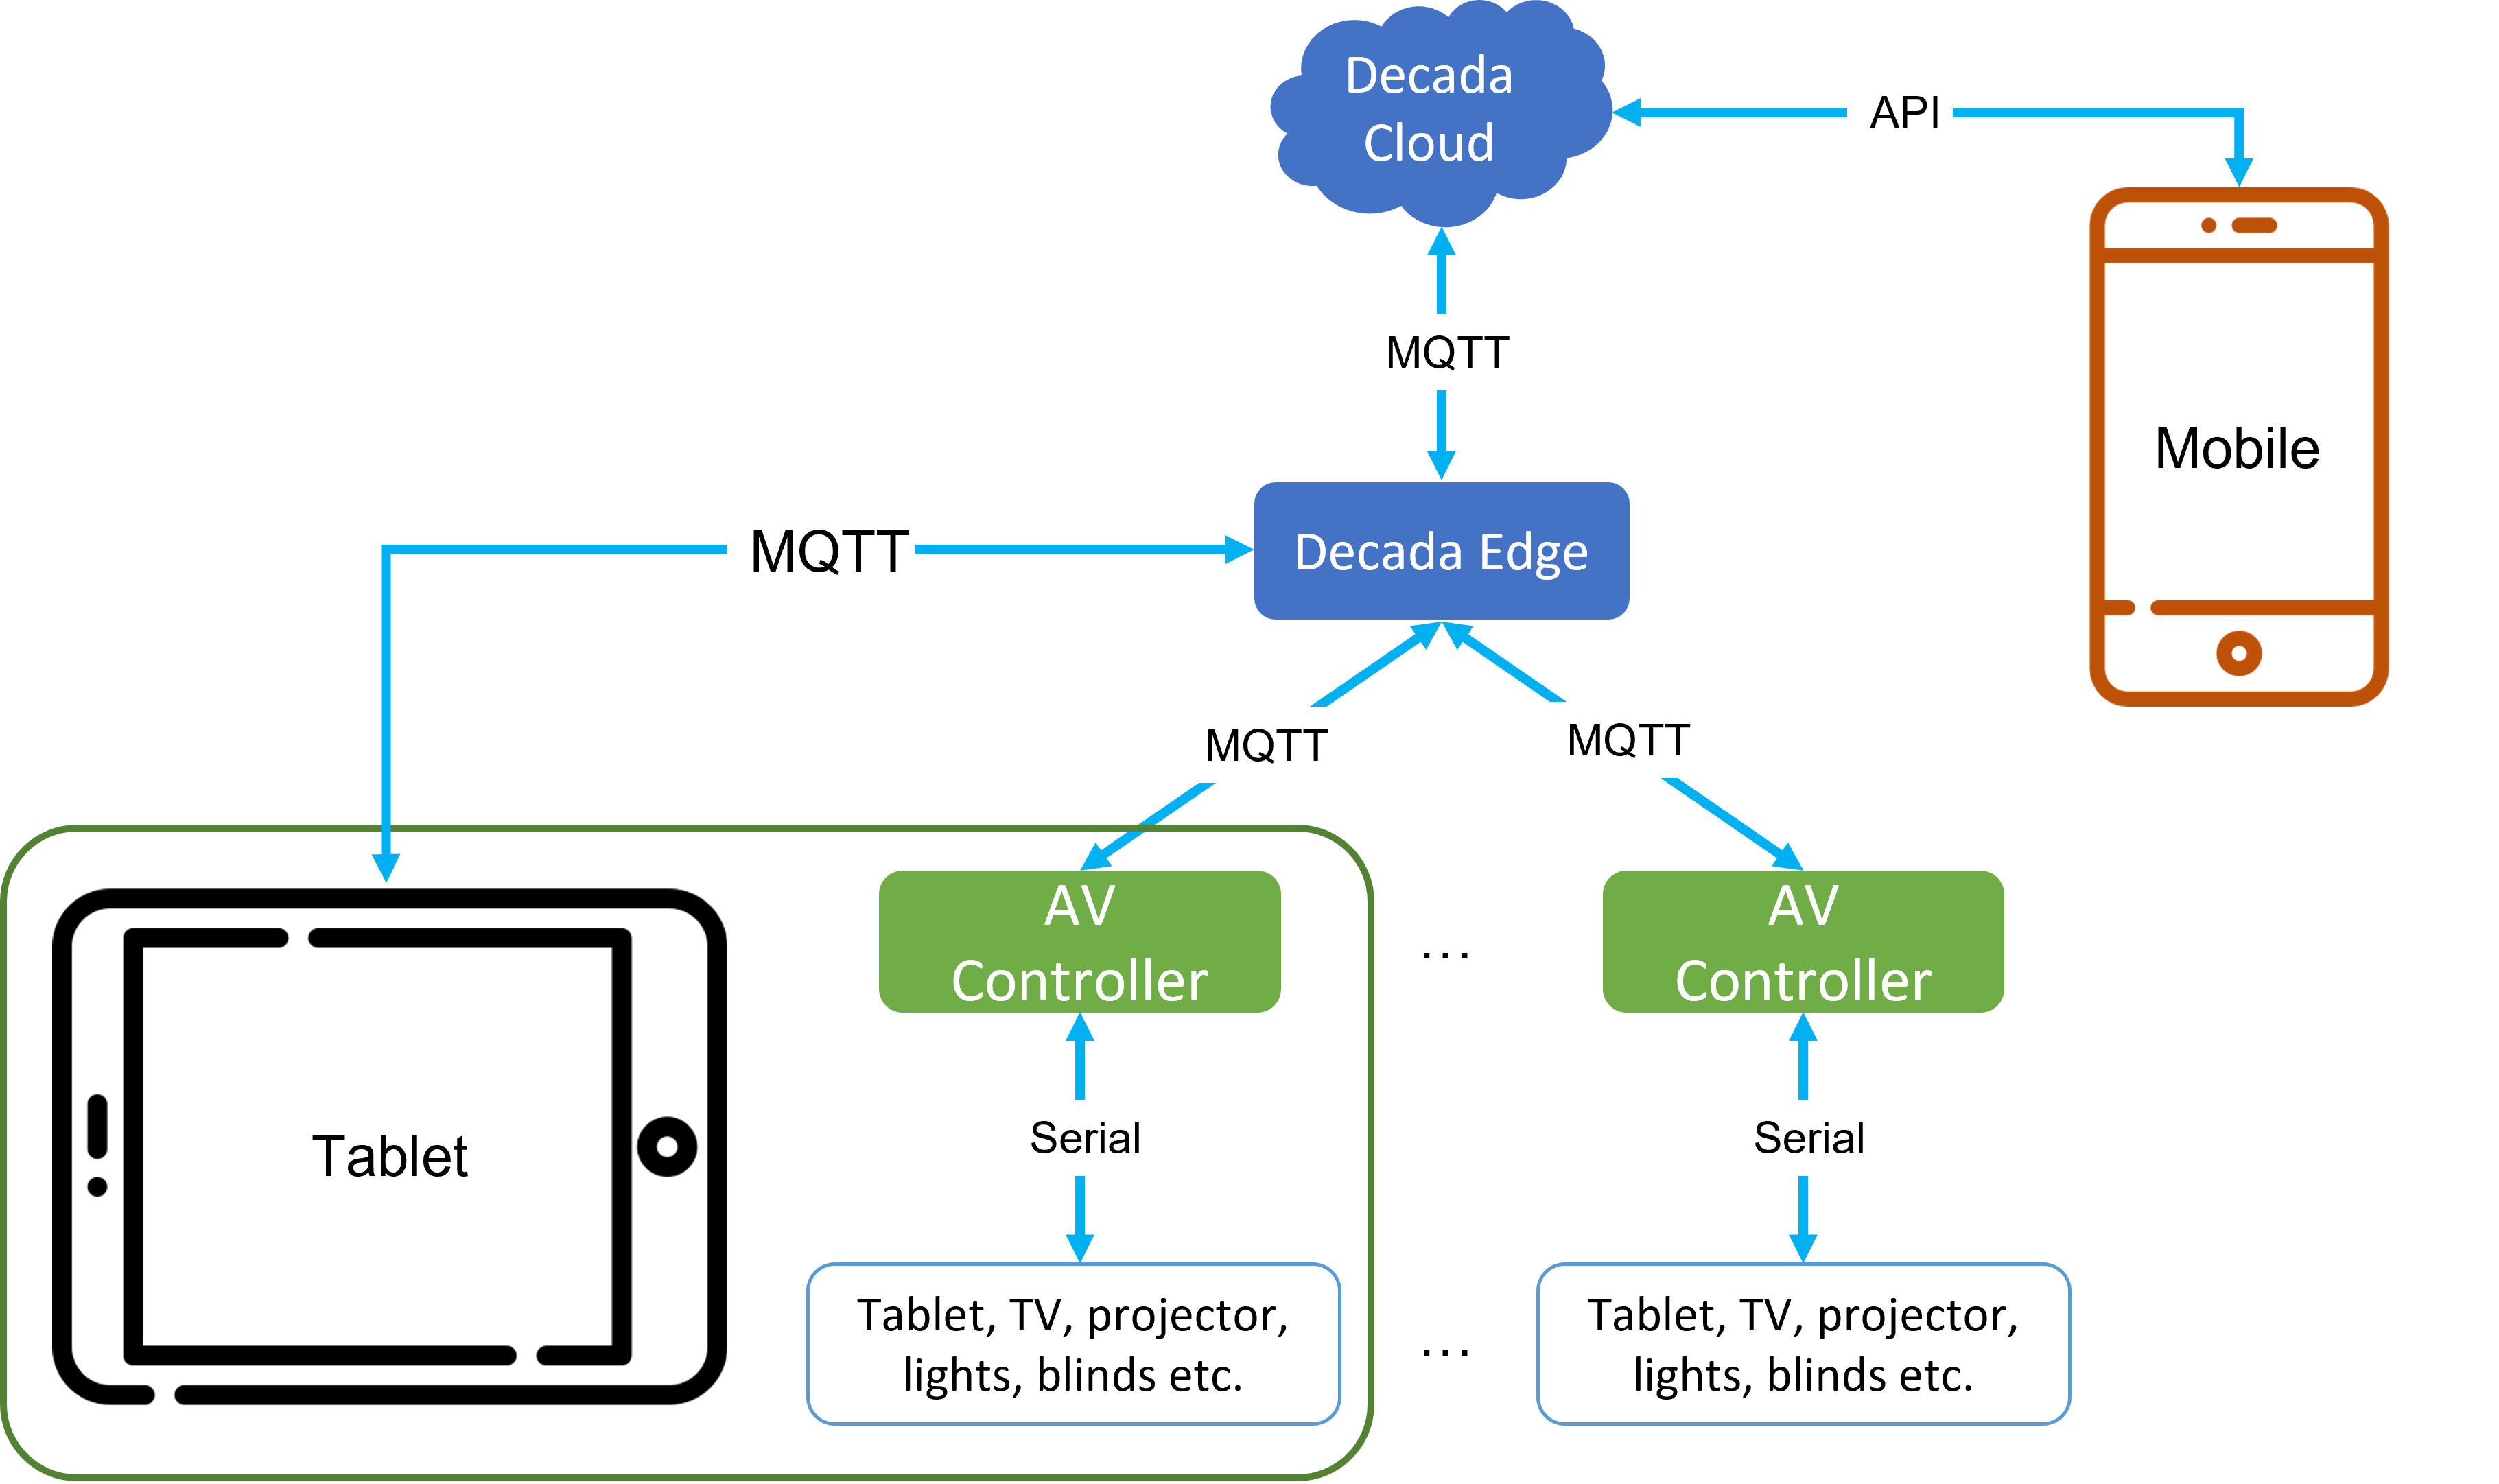 Decada
Cloud
API
MQTT
Mobile
MQTT
Decada Edge
MQTT
MQTT
AV
Controller
...
AV
Controller
Tablet
Serial
Serial
Tablet, TV, projector,
lights, blinds etc.
...
Tablet, TV, projector,
lights, blinds etc.